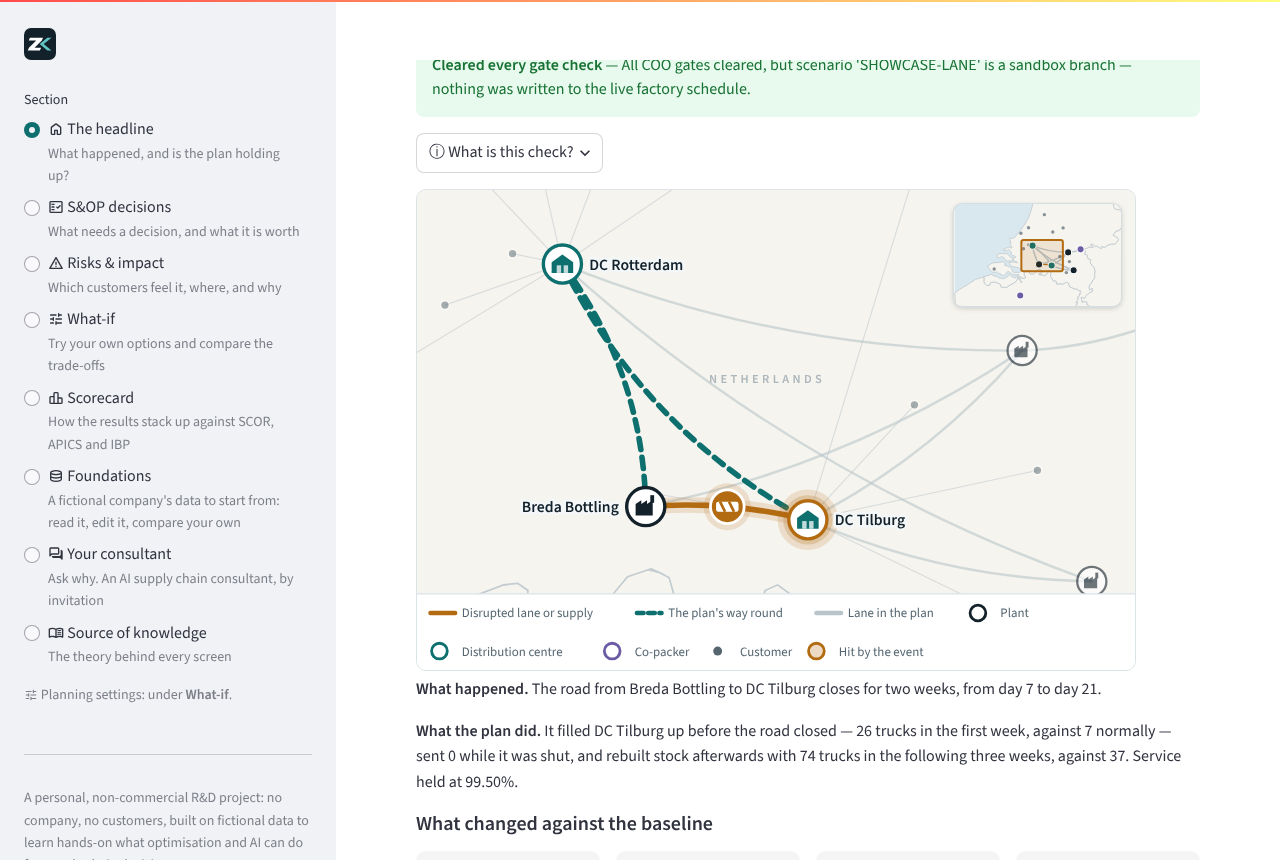 ZK
Section
The headline
What happened, and is the plan holding
up?
S&OP decisions
What needs a decision, and what it is worth
Risks & impact
Which customers feel it, where, and why
What-if
Try your own options and compare the
trade-offs
Scorecard
How the results stack up against SCOR,
APICS and IBP
Foundations
A fictional company's data to start from:
read it, edit it, compare your own
Your consultant
Ask why. An AI supply chain consultant, by
invitation
Source of knowledge
The theory behind every screen
Planning settings: under What-if.
A personal, non-commercial R&D project: no
company, no customers, built on fictional data to
learn hands-on what optimisation and AI can do
Cleared every gate check — All COO gates cleared, but scenario 'SHOWCASE-LANE' is a sandbox branch —
nothing was written to the live factory schedule.
What is this check?
DC Rotterdam
NETHERLANDS
Breda Bottling
DC Tilburg
Disrupted lane or supply
The plan's way round
Lane in the plan
Plant
Distribution centre
Co-packer
Customer
Hit by the event
What happened. The road from Breda Bottling to DC Tilburg closes for two weeks, from day 7 to day 21.
What the plan did. It filled DC Tilburg up before the road closed — 26 trucks in the first week, against 7 normally —
sent 0 while it was shut, and rebuilt stock afterwards with 74 trucks in the following three weeks, against 37. Service
held at 99.50%.
What changed against the baseline